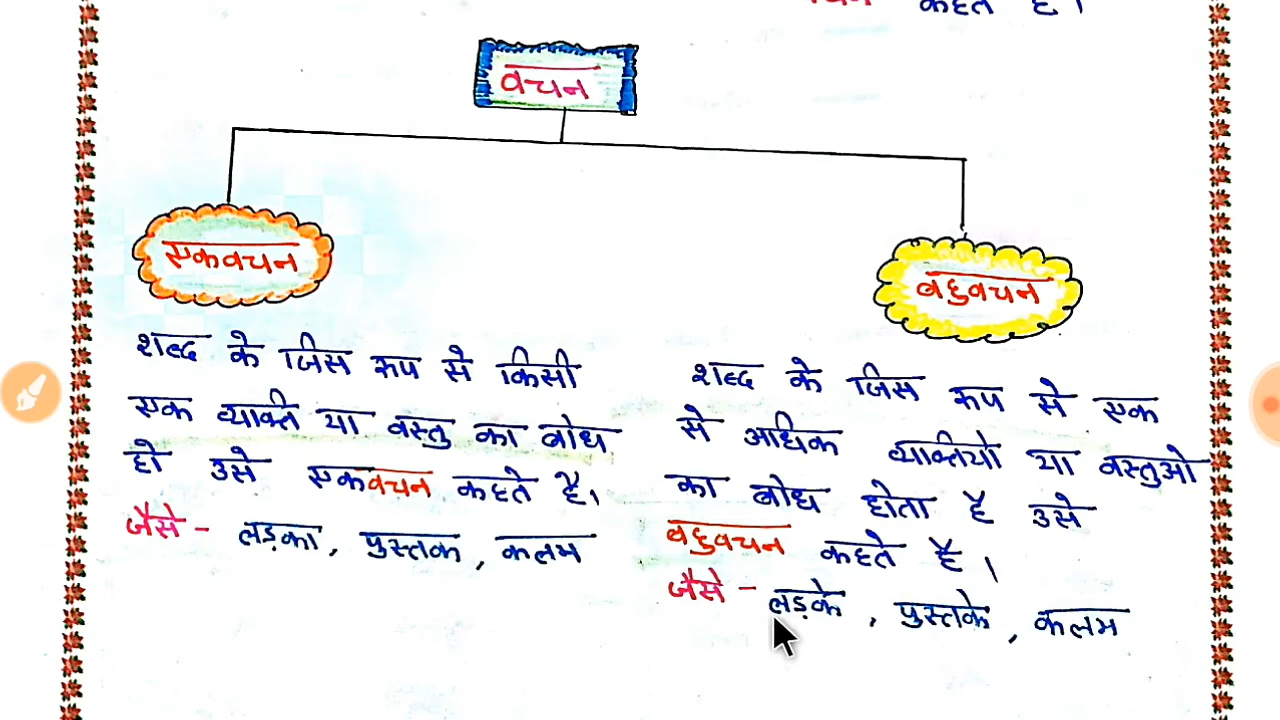 कहते है।
वचन
एकवचन
बहुवचन
शब्द के जिस रूप से किसी
एक व्यक्ति या वस्तु का बोध
हो उसे एकवचन कहते है।
जैसे - लड़का, पुस्तक, कलम
शब्द के जिस रूप से एक
से अधिक व्यक्तियो या वस्तुओ
का बोध होता है उसे
बहुवचन कहते है।
जैसे - लड़के, पुस्तके, कलम